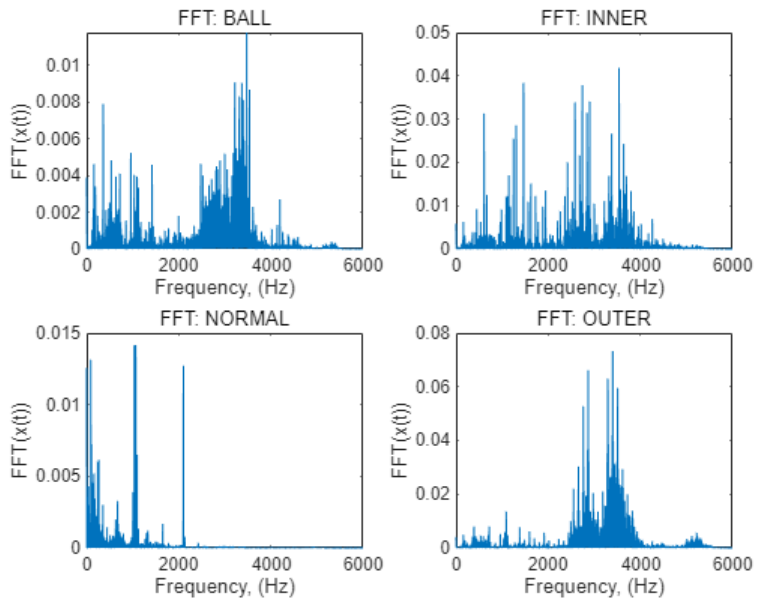 FFT: BALL
0.01
0.008
0.006
0.004
0.002
0
FFT(x(t))
0 2000 4000 6000
Frequency, (Hz)
FFT: INNER
0.05
0.04
0.03
0.02
0.01
0
FFT(x(t))
0 2000 4000 6000
Frequency, (Hz)
FFT: NORMAL
0.015
0.01
0.005
0
FFT(x(t))
0 2000 4000 6000
Frequency, (Hz)
FFT: OUTER
0.08
0.06
0.04
0.02
0
FFT(x(t))
0 2000 4000 6000
Frequency, (Hz)